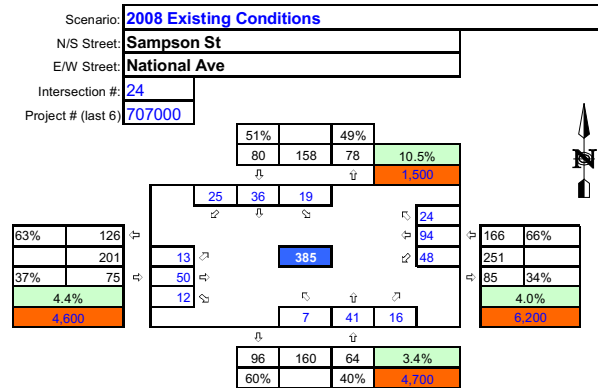 Scenario: 2008 Existing Conditions
N/S Street: Sampson St
E/W Street: National Ave
Intersection #: 24
Project # (last 6) 707000
51% 49%
80 158 78 10.5%
⇩ ⇧ 1,500
N
25 36 19
⬃ ⇩ ⬂ ⬁ 24
63% 126 ⇦ ⇦ 94 ⇦ 166 66%
201 13 ⬀ 385 ⬃ 48 251
37% 75 ⇨ 50 ⇨ ⇨ 85 34%
4.4% 12 ⬂ ⬁ ⇧ ⬀ 4.0%
4,600 7 41 16 6,200
⇩ ⇧
96 160 64 3.4%
60% 40% 4,700